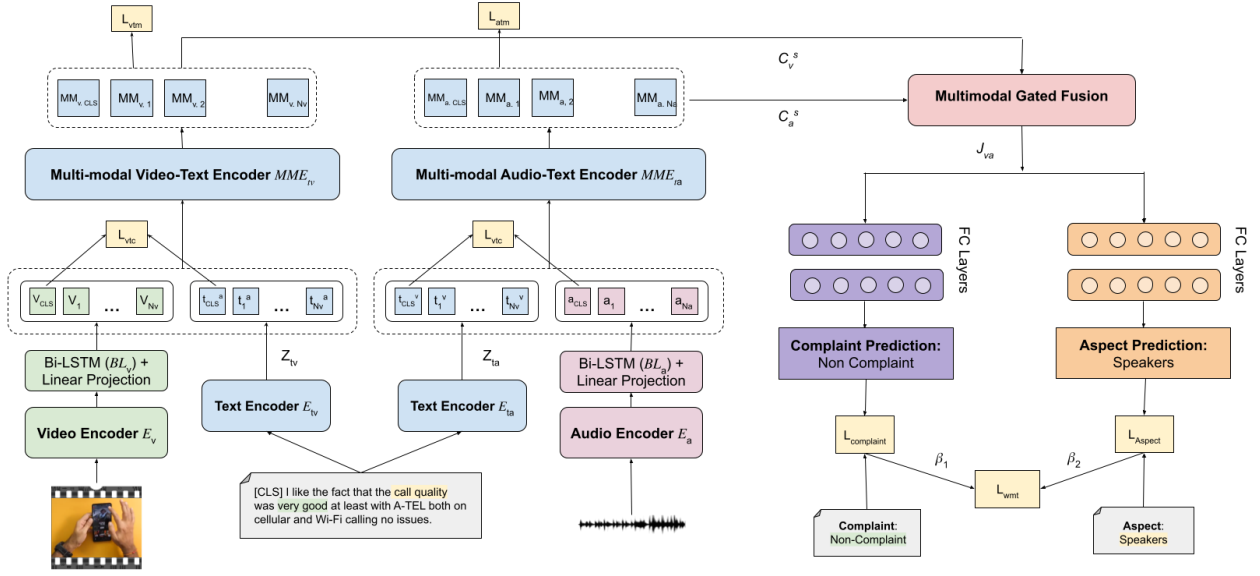 L_vtm
L_atm
C_v^s
MM_v. CLS MM_v. 1 MM_v. 2 MM_v. Nv
MM_a. CLS MM_a. 1 MM_a, 2 MM_a. Na
Multimodal Gated Fusion
C_a^s
J_va
Multi-modal Video-Text Encoder MME_tv
Multi-modal Audio-Text Encoder MME_ta
L_vtc
L_vtc
FC Layers
FC Layers
V_CLS V_1 ... V_Nv
t_CLS^a t_1^a ... t_Nv^a
t_CLS^v t_1^v ... t_Nv^v
a_CLS a_1 ... a_Na
Bi-LSTM (BL_v) +
Linear Projection
Z_tv
Z_ta
Bi-LSTM (BL_a) +
Linear Projection
Complaint Prediction:
Non Complaint
Aspect Prediction:
Speakers
Video Encoder E_v
Text Encoder E_tv
Text Encoder E_ta
Audio Encoder E_a
L_complaint
L_Aspect
β_1
β_2
L_wmt
[CLS] I like the fact that the call quality
was very good at least with A-TEL both on
cellular and Wi-Fi calling no issues.
Complaint:
Non-Complaint
Aspect:
Speakers